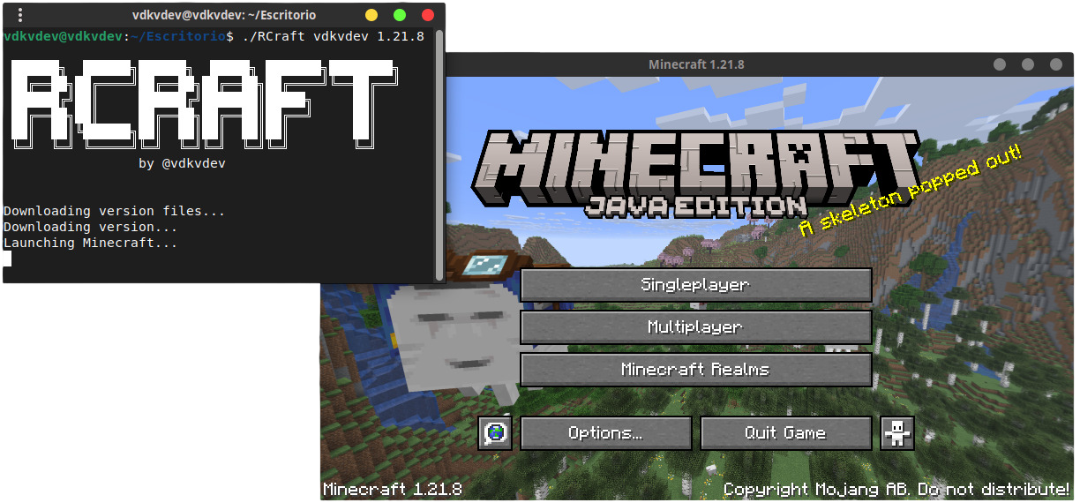 vdkvdev@vdkvdev: ~/Escritorio
vdkvdev@vdkvdev:~/Escritorio$ ./RCraft vdkvdev 1.21.8
RCRAFT
by @vdkvdev
Downloading version files...
Downloading version...
Launching Minecraft...
Minecraft 1.21.8
MINECRAFT
JAVA EDITION
A skeleton popped out!
Singleplayer
Multiplayer
Minecraft Realms
Options...
Quit Game
Minecraft 1.21.8
Copyright Mojang AB. Do not distribute!